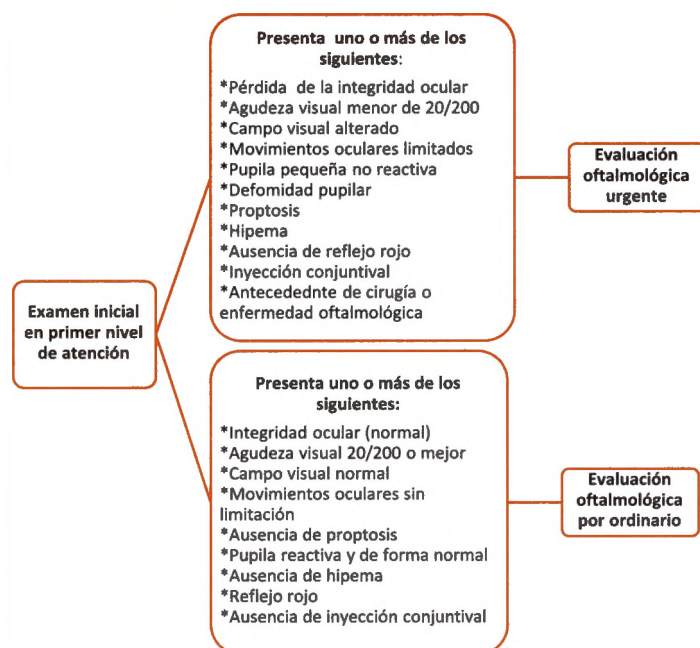 Presenta uno o más de los
siguientes:
*Pérdida de la integridad ocular
*Agudeza visual menor de 20/200
*Campo visual alterado
*Movimientos oculares limitados
*Pupila pequeña no reactiva
*Defomidad pupilar
*Proptosis
*Hipema
*Ausencia de reflejo rojo
*Inyección conjuntival
*Antecedednte de cirugía o
enfermedad oftalmológica
Evaluación
oftalmológica
urgente
Examen inicial
en primer nivel
de atención
Presenta uno o más de los
siguientes:
*Integridad ocular (normal)
*Agudeza visual 20/200 o mejor
*Campo visual normal
*Movimientos oculares sin
limitación
*Ausencia de proptosis
*Pupila reactiva y de forma normal
*Ausencia de hipema
*Reflejo rojo
*Ausencia de inyección conjuntival
Evaluación
oftalmológica
por ordinario